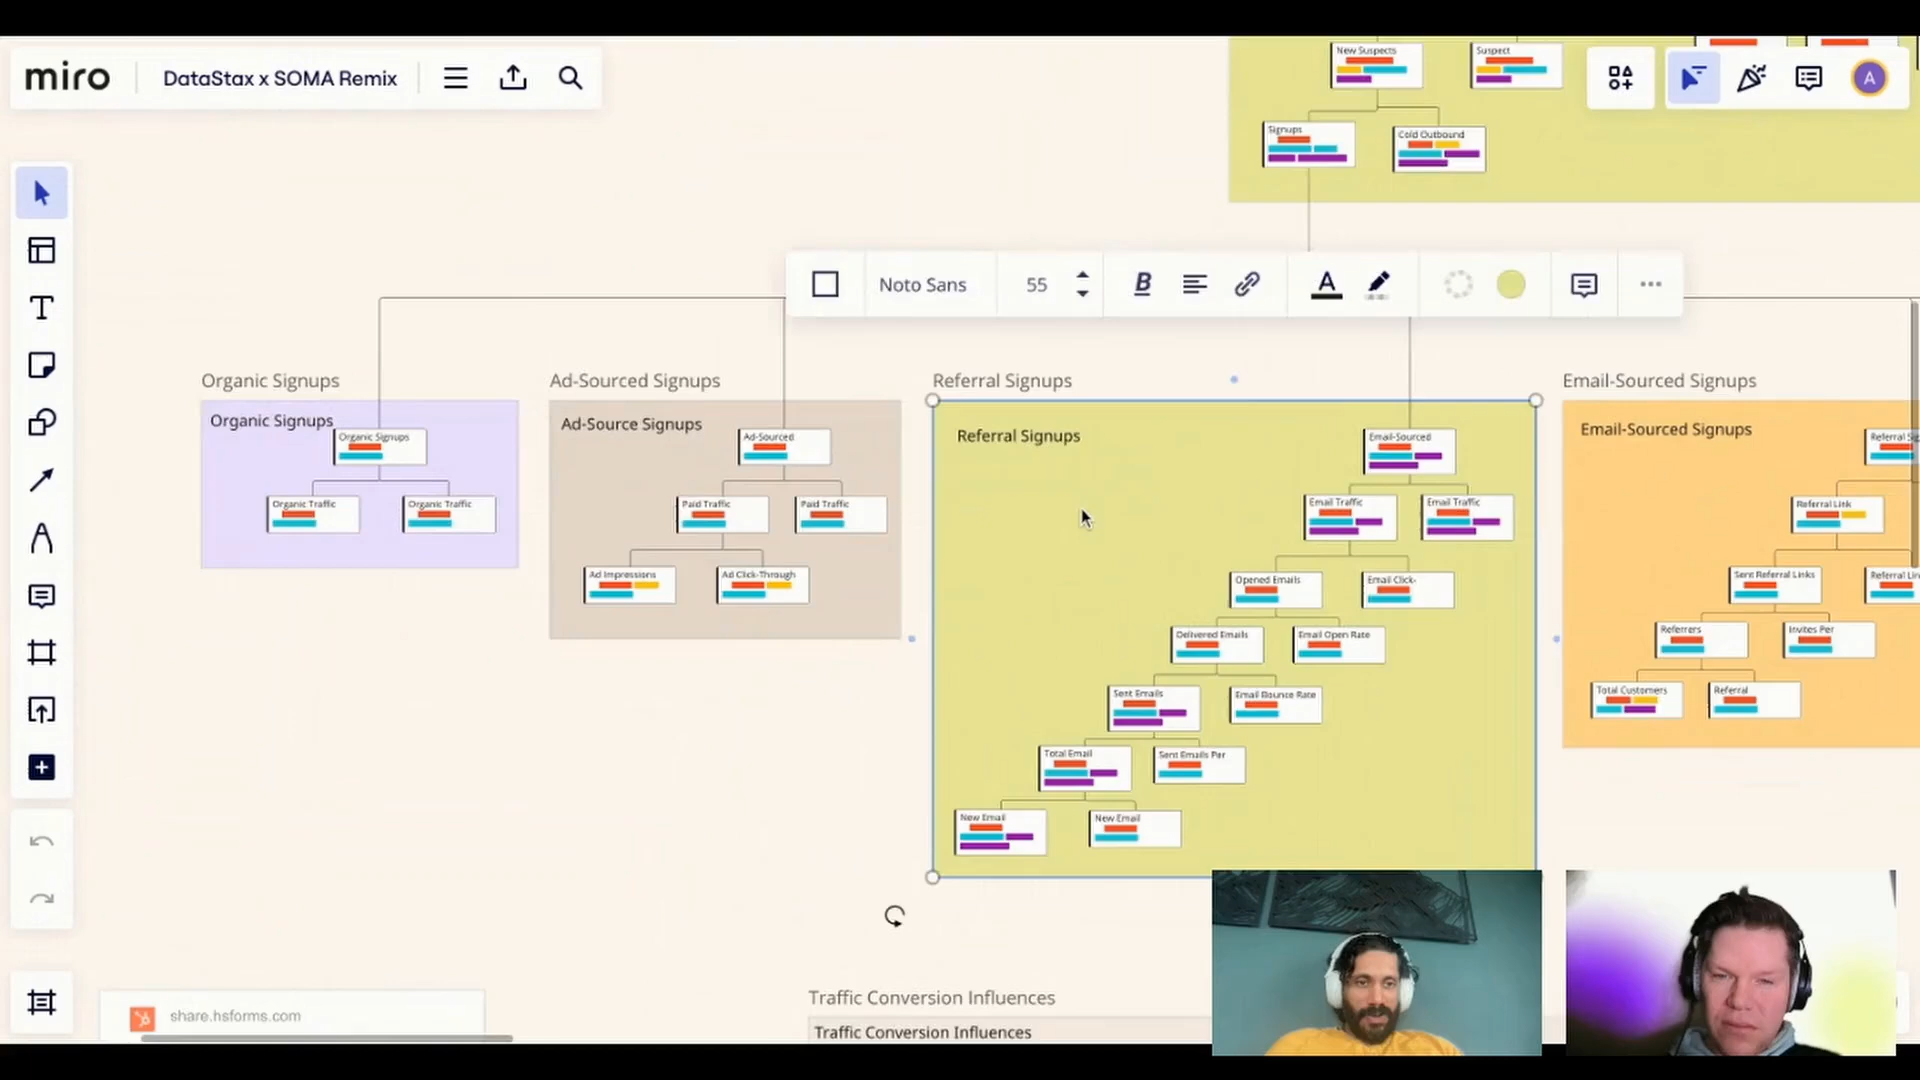 miro
DataStax x SOMA Remix
A
New Suspects
Suspect
Signups
Cold Outbound
Noto Sans
55
B
A
Organic Signups
Ad-Sourced Signups
Referral Signups
Email-Sourced Signups
Organic Signups
Organic Signups
Organic Traffic
Organic Traffic
Ad-Source Signups
Ad-Sourced
Paid Traffic
Paid Traffic
Ad Impressions
Ad Click-Through
Referral Signups
Email-Sourced
Email Traffic
Email Traffic
Opened Emails
Email Click-
Delivered Emails
Email Open Rate
Sent Emails
Email Bounce Rate
Total Email
Sent Emails Per
New Email
New Email
Email-Sourced Signups
Referral
Referral Link
Sent Referral Links
Referral
Referrers
Invites Per
Total Customers
Referral
share.hsforms.com
Traffic Conversion Influences
Traffic Conversion Influences